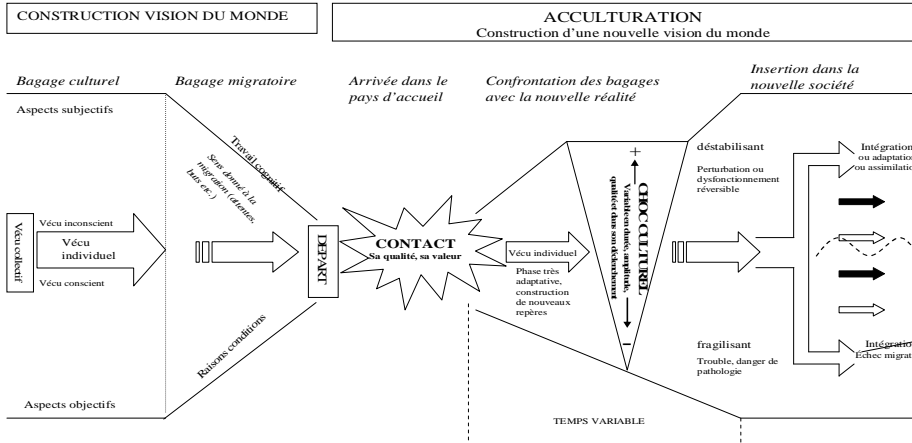 CONSTRUCTION VISION DU MONDE
ACCULTURATION
Construction d'une nouvelle vision du monde
Bagage culturel
Bagage migratoire
Arrivée dans le
pays d'accueil
Confrontation des bagages
avec la nouvelle réalité
Insertion dans la
nouvelle société
Aspects subjectifs
Travail cognitif
Sens donné à la
migration (attentes,
buts etc.)
Vécu collectif
Vécu inconscient
Vécu
individuel
Vécu conscient
DEPART
CONTACT
Sa qualité, sa valeur
Vécu individuel
Phase très
adaptative,
construction
de nouveaux
repères
+
CHOC CULTUREL
Variable en durée, amplitude,
qualité et dans son déclenchement
−
déstabilisant
Perturbation ou
dysfonctionnement
réversible
Intégration
ou adaptation
ou assimilatio
fragilisant
Trouble, danger de
pathologie
Intégration
Échec migrat
Raisons conditions
Aspects objectifs
TEMPS VARIABLE